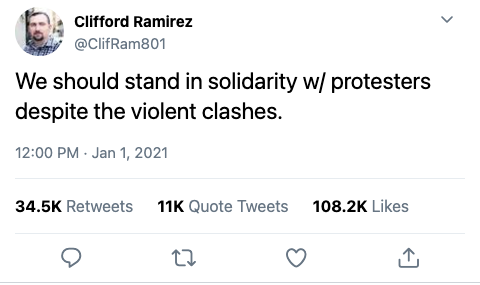 Clifford Ramirez
@ClifRam801
We should stand in solidarity w/ protesters
despite the violent clashes.
12:00 PM · Jan 1, 2021
34.5K Retweets 11K Quote Tweets 108.2K Likes